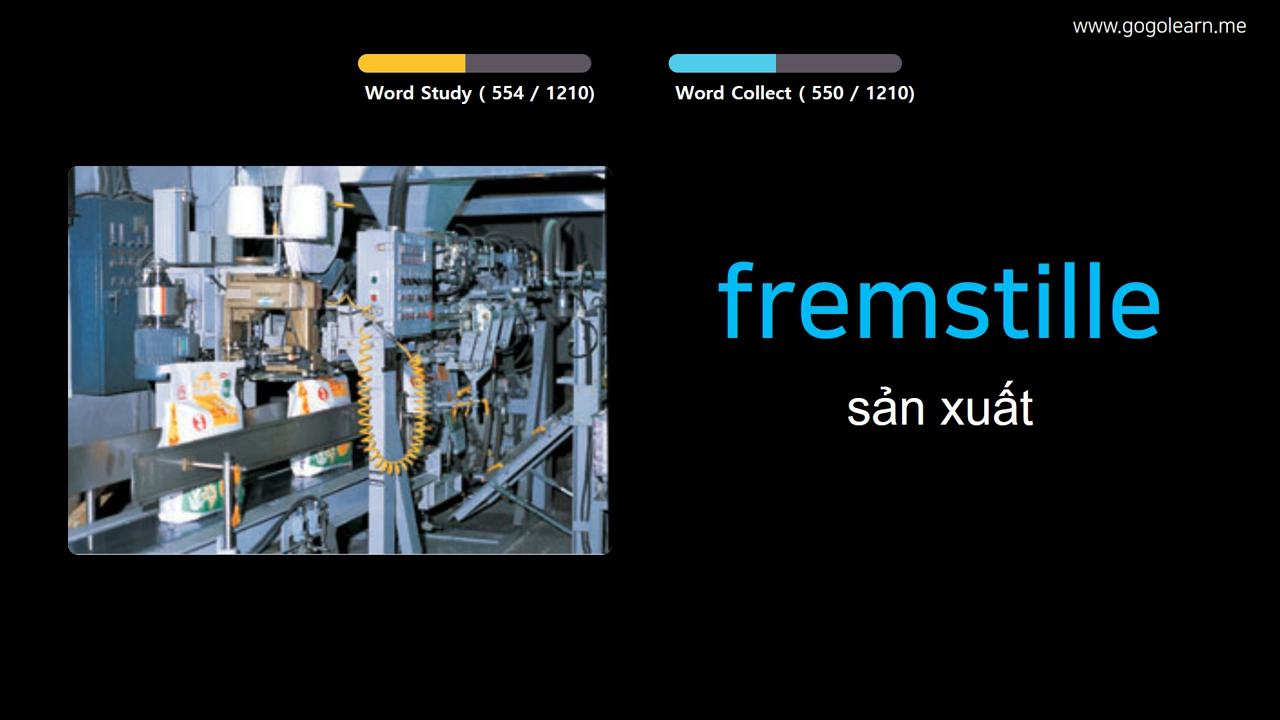 www.gogolearn.me
Word Study ( 554 / 1210)
Word Collect ( 550 / 1210)
fremstille
sản xuất